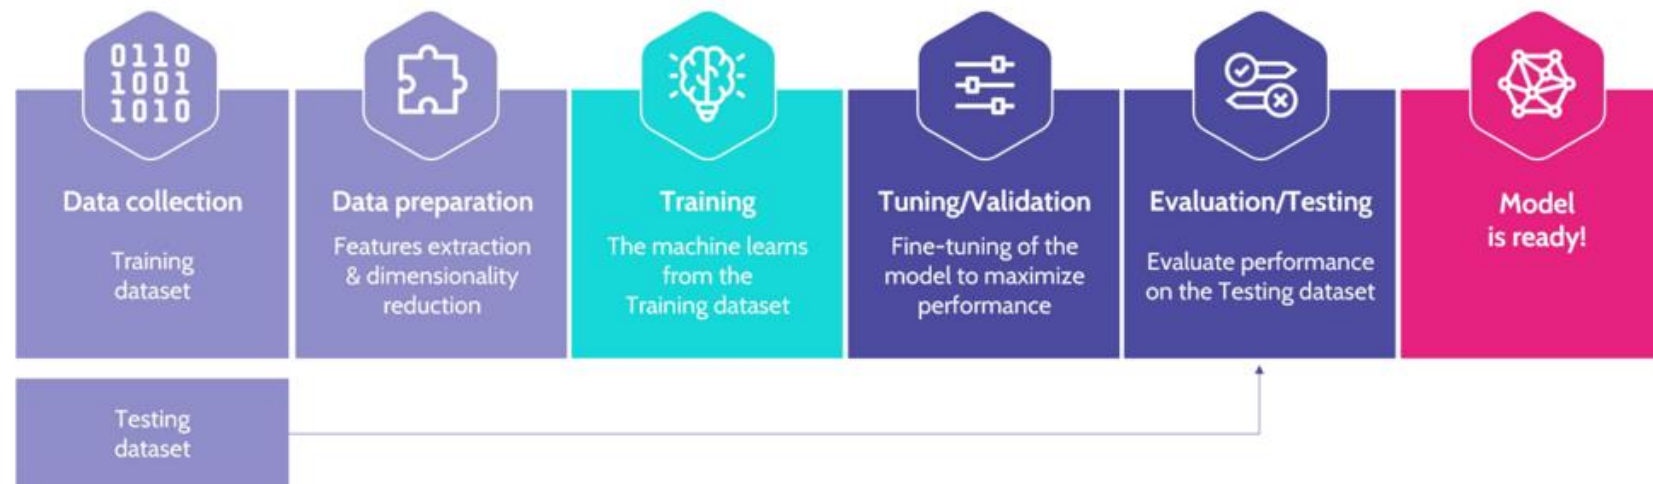 0110
1001
1010
Data collection
Training
dataset
Data preparation
Features extraction
& dimensionality
reduction
Training
The machine learns
from the
Training dataset
Tuning/Validation
Fine-tuning of the
model to maximize
performance
Evaluation/Testing
Evaluate performance
on the Testing dataset
Model
is ready!
Testing
dataset